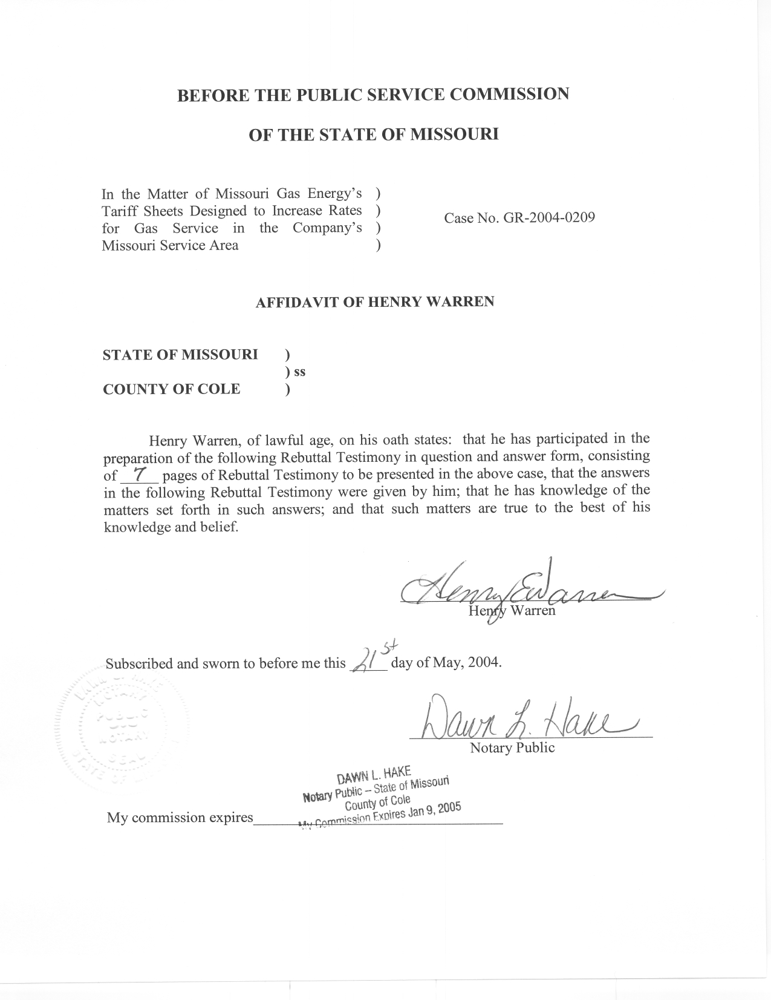 BEFORE THE PUBLIC SERVICE COMMISSION
OF THE STATE OF MISSOURI
In the Matter of Missouri Gas Energy’s )
Tariff Sheets Designed to Increase Rates )
for Gas Service in the Company’s )
Missouri Service Area )
Case No. GR-2004-0209
AFFIDAVIT OF HENRY WARREN
STATE OF MISSOURI )
) ss
COUNTY OF COLE )
Henry Warren, of lawful age, on his oath states: that he has participated in the
preparation of the following Rebuttal Testimony in question and answer form, consisting
of 7 pages of Rebuttal Testimony to be presented in the above case, that the answers
in the following Rebuttal Testimony were given by him; that he has knowledge of the
matters set forth in such answers; and that such matters are true to the best of his
knowledge and belief.
Henry E Warren
Henry Warren
Subscribed and sworn to before me this 21st day of May, 2004.
DAWN L HAKE
NOTARY
PUBLIC
NOTARY
SEAL
STATE OF
Dawn L. Hake
Notary Public
DAWN L. HAKE
Notary Public – State of Missouri
County of Cole
My Commission Expires Jan 9, 2005
My commission expires